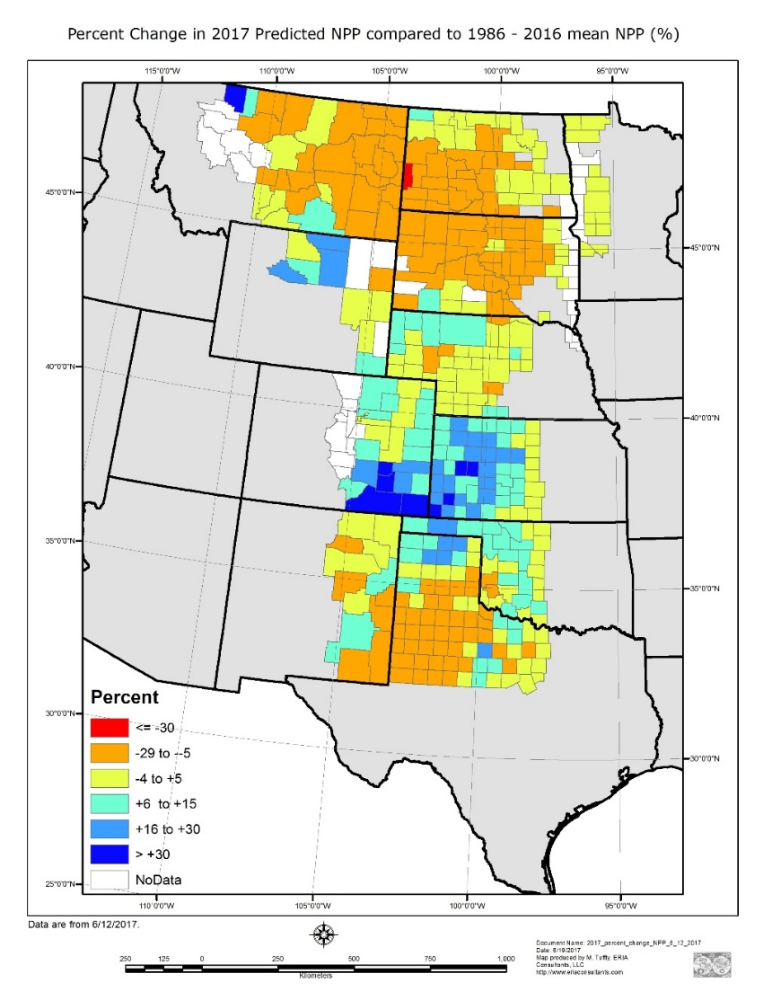 Percent Change in 2017 Predicted NPP compared to 1986 - 2016 mean NPP (%)
115°0'0"W 110°0'0"W 105°0'0"W 100°0'0"W 95°0'0"W
45°0'0"N
45°0'0"N
40°0'0"N
40°0'0"N
35°0'0"N
35°0'0"N
30°0'0"N
30°0'0"N
25°0'0"N
Percent
<= -30
-29 to --5
-4 to +5
+6 to +15
+16 to +30
> +30
NoData
110°0'0"W 105°0'0"W 100°0'0"W 95°0'0"W
Data are from 6/12/2017.
250 125 0 250 500 750 1,000
Kilometers
Document Name: 2017_percent_change_NPP_6_12_2017
Date: 6/19/2017
Map produced by M. Tuffly, ERIA
Consultants, LLC
http://www.eriaconsultants.com